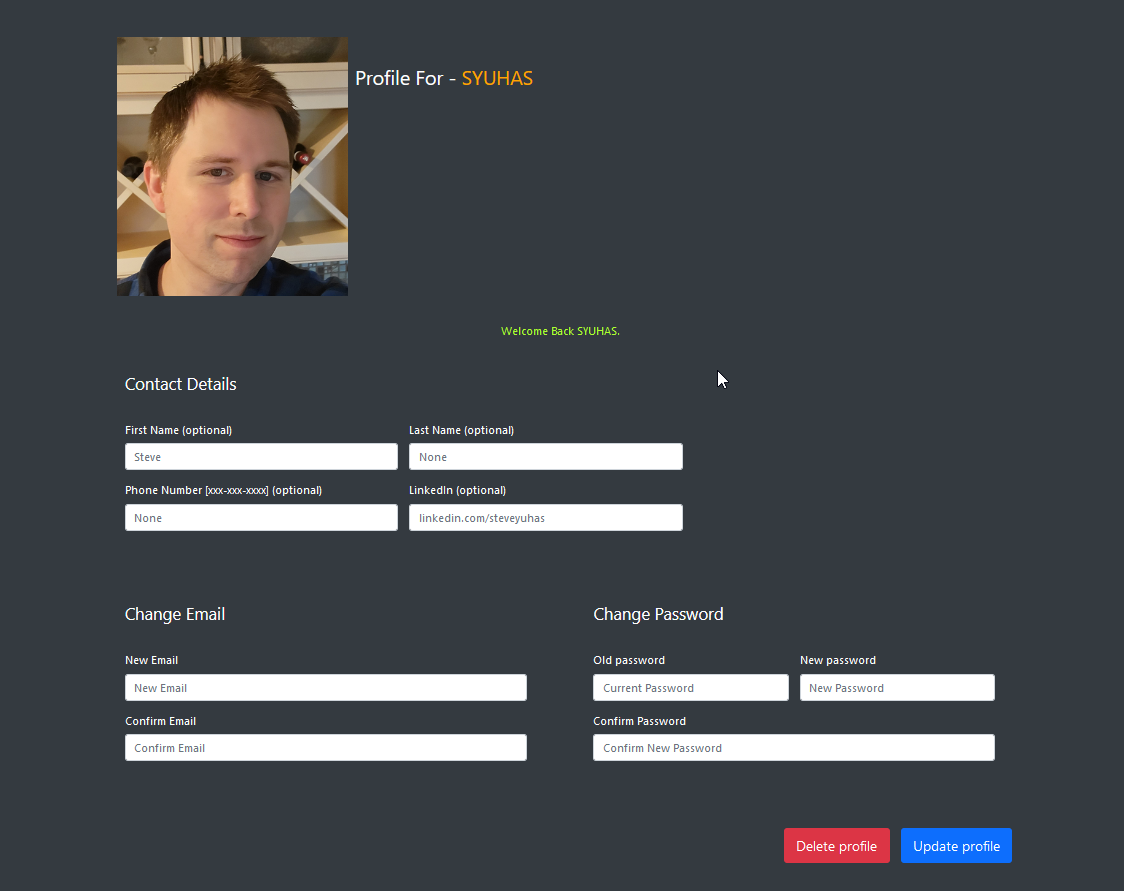 Profile For - SYUHAS
Welcome Back SYUHAS.
Contact Details
First Name (optional) Last Name (optional)
Steve None
Phone Number [xxx-xxx-xxxx] (optional) LinkedIn (optional)
None linkedin.com/steveyuhas
Change Email Change Password
New Email Old password New password
New Email Current Password New Password
Confirm Email Confirm Password
Confirm Email Confirm New Password
Delete profile Update profile